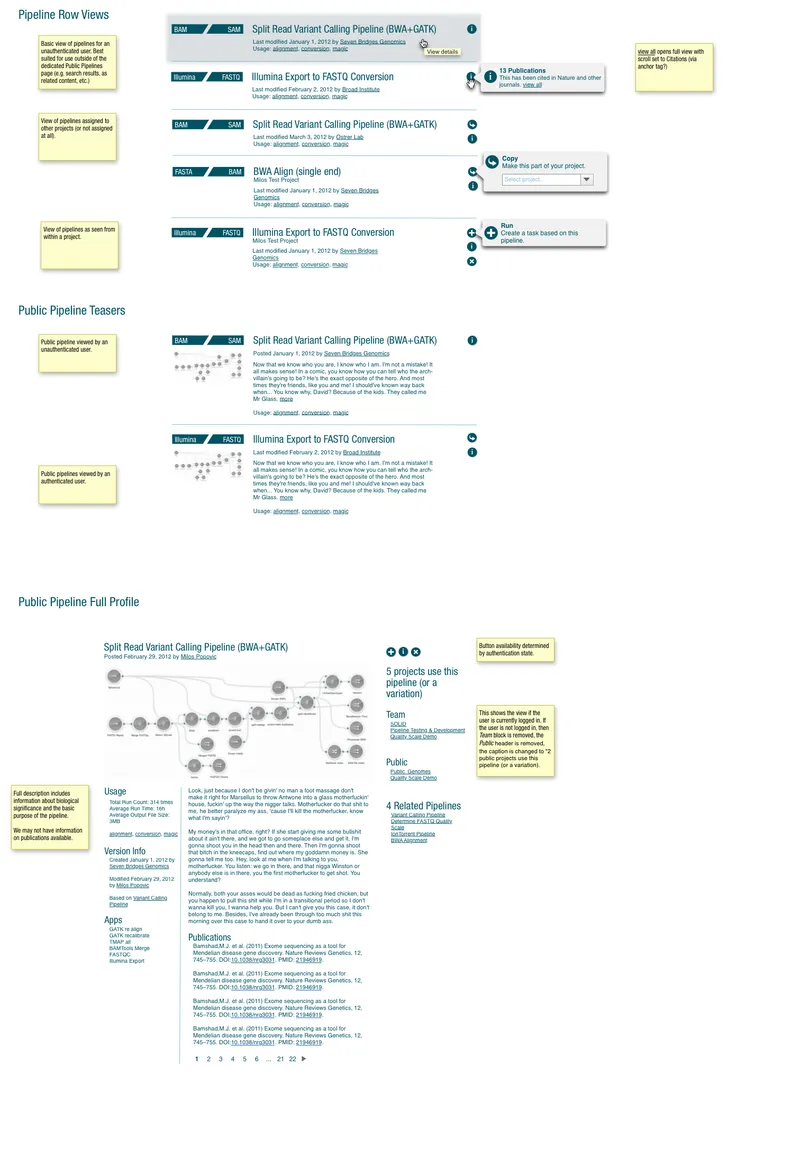 Pipeline Row Views
Basic view of pipelines for an
unauthenticated user. Best
suited for use outside of the
dedicated Public Pipelines
page (e.g. search results, as
related content, etc.)
BAM SAM
Split Read Variant Calling Pipeline (BWA+GATK)
Last modified January 1, 2012 by Seven Bridges Genomics
Usage: alignment, conversion, magic
View details
Illumina FASTQ
Illumina Export to FASTQ Conversion
Last modified February 2, 2012 by Broad Institute
Usage: alignment, conversion, magic
13 Publications
This has been cited in Nature and other
journals. view all
view all opens full view with
scroll set to Citations (via
anchor tag?)
View of pipelines assigned to
other projects (or not assigned
at all).
BAM SAM
Split Read Variant Calling Pipeline (BWA+GATK)
Last modified March 3, 2012 by Ostrer Lab
Usage: alignment, conversion, magic
FASTA BAM
BWA Align (single end)
Milos Test Project
Last modified January 1, 2012 by Seven Bridges
Genomics
Usage: alignment, conversion, magic
Copy
Make this part of your project.
Select project...
View of pipelines as seen from
within a project.
Illumina FASTQ
Illumina Export to FASTQ Conversion
Milos Test Project
Last modified January 1, 2012 by Seven Bridges
Genomics
Usage: alignment, conversion, magic
Run
Create a task based on this
pipeline.
Public Pipeline Teasers
Public pipeline viewed by an
unauthenticated user.
BAM SAM
Split Read Variant Calling Pipeline (BWA+GATK)
Posted January 1, 2012 by Seven Bridges Genomics
Now that we know who you are, I know who I am. I'm not a mistake! It
all makes sense! In a comic, you know how you can tell who the arch-
villain's going to be? He's the exact opposite of the hero. And most
times they're friends, like you and me! I should've known way back
when... You know why, David? Because of the kids. They called me
Mr Glass. more
Usage: alignment, conversion, magic
Public pipelines viewed by an
authenticated user.
Illumina FASTQ
Illumina Export to FASTQ Conversion
Last modified February 2, 2012 by Broad Institute
Now that we know who you are, I know who I am. I'm not a mistake! It
all makes sense! In a comic, you know how you can tell who the arch-
villain's going to be? He's the exact opposite of the hero. And most
times they're friends, like you and me! I should've known way back
when... You know why, David? Because of the kids. They called me
Mr Glass. more
Usage: alignment, conversion, magic
Public Pipeline Full Profile
Split Read Variant Calling Pipeline (BWA+GATK)
Posted February 29, 2012 by Milos Popovic
Button availability determined
by authentication state.
5 projects use this
pipeline (or a
variation)
Team
SOLiD
Pipeline Testing & Development
Quality Scale Demo
Public
Public Genomes
Quality Scale Demo
4 Related Pipelines
Variant Calling Pipeline
Determine FASTQ Quality
Scale
IonTorrent Pipeline
BWA Alignment
This shows the view if the
user is currently logged in. If
the user is not logged in, then
Team block is removed, the
Public header is removed,
the caption is changed to "2
public projects use this
pipeline (or a variation).
Full description includes
information about biological
significance and the basic
purpose of the pipeline.
We may not have information
on publications available.
Usage
Total Run Count: 314 times
Average Run Time: 16h
Average Output File Size:
3MB
alignment, conversion, magic
Version Info
Created January 1, 2012 by
Seven Bridges Genomics
Modified February 29, 2012
by Milos Popovic
Based on Variant Calling
Pipeline
Apps
GATK re align
GATK recalibrate
TMAP all
BAMTools Merge
FASTQC
Illumina Export
Look, just because I don't be givin' no man a foot massage don't
make it right for Marsellus to throw Antwone into a glass motherfuckin'
house, fuckin' up the way the nigger talks. Motherfucker do that shit to
me, he better paralyze my ass, 'cause I'll kill the motherfucker, know
what I'm sayin'?
My money's in that office, right? If she start giving me some bullshit
about it ain't there, and we got to go someplace else and get it, I'm
gonna shoot you in the head then and there. Then I'm gonna shoot
that bitch in the kneecaps, find out where my goddamn money is. She
gonna tell me too. Hey, look at me when I'm talking to you,
motherfucker. You listen: we go in there, and that nigga Winston or
anybody else is in there, you the first motherfucker to get shot. You
understand?
Normally, both your asses would be dead as fucking fried chicken, but
you happen to pull this shit while I'm in a transitional period so I don't
wanna kill you, I wanna help you. But I can't give you this case, it don't
belong to me. Besides, I've already been through too much shit this
morning over this case to hand it over to your dumb ass.
Publications
Bamshad,M.J. et al. (2011) Exome sequencing as a tool for
Mendelian disease gene discovery. Nature Reviews Genetics, 12,
745–755. DOI:10.1038/nrg3031. PMID: 21946919.
Bamshad,M.J. et al. (2011) Exome sequencing as a tool for
Mendelian disease gene discovery. Nature Reviews Genetics, 12,
745–755. DOI:10.1038/nrg3031. PMID: 21946919.
Bamshad,M.J. et al. (2011) Exome sequencing as a tool for
Mendelian disease gene discovery. Nature Reviews Genetics, 12,
745–755. DOI:10.1038/nrg3031. PMID: 21946919.
Bamshad,M.J. et al. (2011) Exome sequencing as a tool for
Mendelian disease gene discovery. Nature Reviews Genetics, 12,
745–755. DOI:10.1038/nrg3031. PMID: 21946919.
1 2 3 4 5 6 ... 21 22